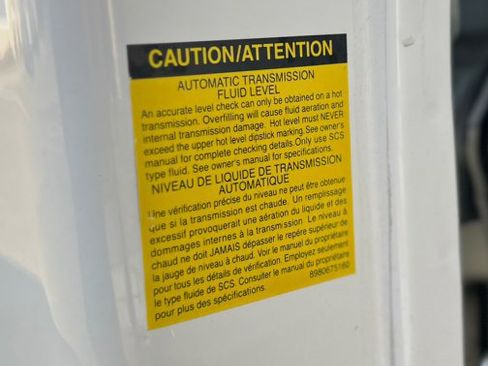 CAUTION/ATTENTION
AUTOMATIC TRANSMISSION
FLUID LEVEL
An accurate level check can only be obtained on a hot
transmission. Overfilling will cause fluid aeration and
internal transmission damage. Hot level must NEVER
exceed the upper hot level dipstick marking. See owner's
manual for complete checking details. Only use SCS
type fluid. See owner's manual for specifications.
NIVEAU DE LIQUIDE DE TRANSMISSION
AUTOMATIQUE
Une vérification précise du niveau ne peut être obtenue
que si la transmission est chaude. Un remplissage
excessif provoquerait une aération du liquide et des
dommages internes à la transmission. Le niveau à
chaud ne doit JAMAIS dépasser le repère supérieur de
la jauge de niveau à chaud. Voir le manuel du propriétaire
pour tous les détails de vérification. Employez seulement
le type fluide de SCS. Consulter le manuel du propriétaire
pour plus des spécifications. 8980675160